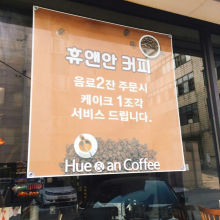 휴앤안 커피
음료2잔 주문시
케이크 1조각
서비스 드립니다.
Hue & an Coffee